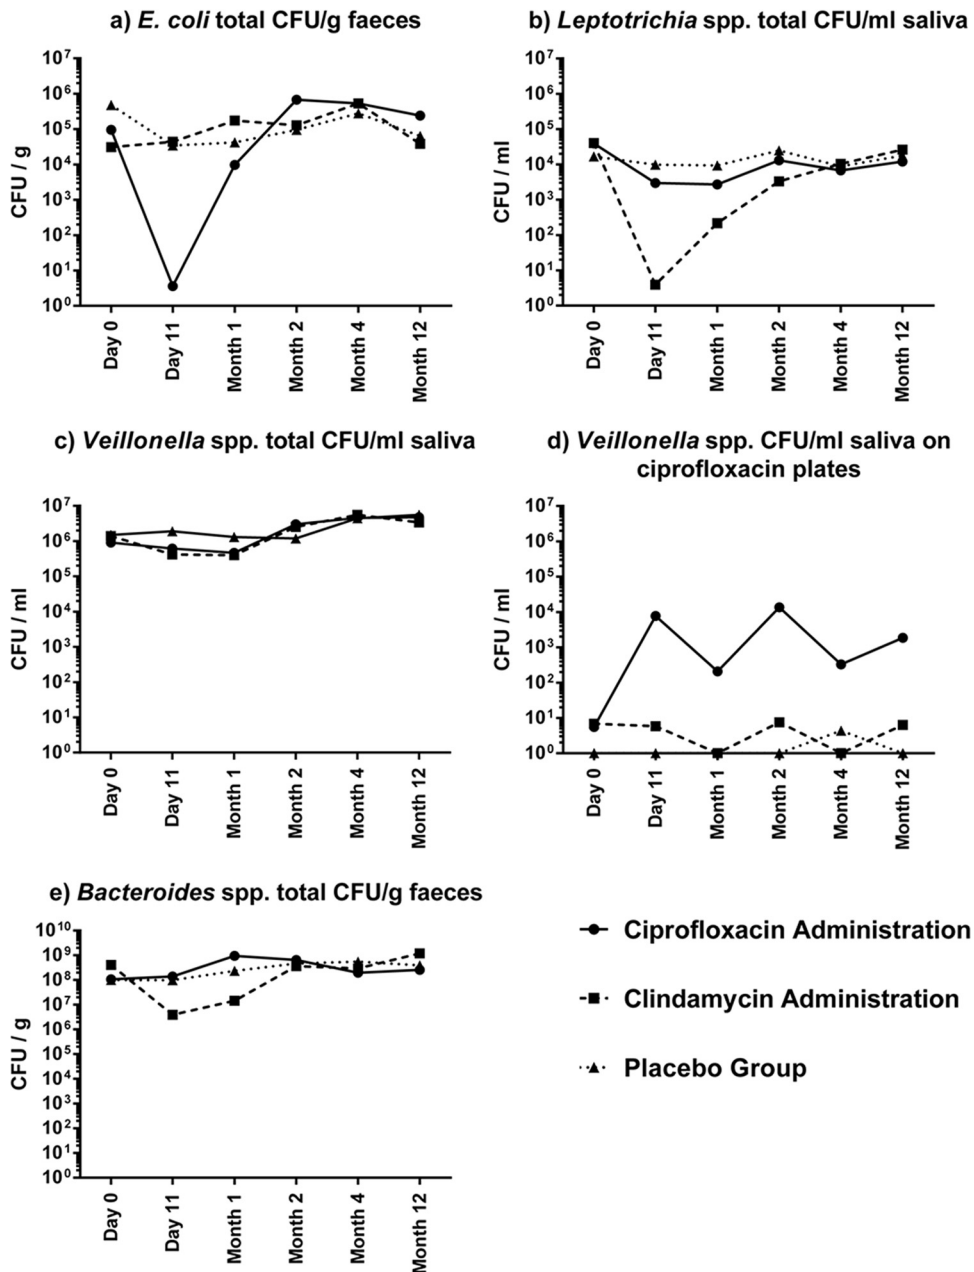 a) E. coli total CFU/g faeces
CFU / g
10⁷
10⁶
10⁵
10⁴
10³
10²
10¹
10⁰
Day 0
Day 11
Month 1
Month 2
Month 4
Month 12
b) Leptotrichia spp. total CFU/ml saliva
CFU / ml
10⁷
10⁶
10⁵
10⁴
10³
10²
10¹
10⁰
Day 0
Day 11
Month 1
Month 2
Month 4
Month 12
c) Veillonella spp. total CFU/ml saliva
CFU / ml
10⁷
10⁶
10⁵
10⁴
10³
10²
10¹
10⁰
Day 0
Day 11
Month 1
Month 2
Month 4
Month 12
d) Veillonella spp. CFU/ml saliva on
ciprofloxacin plates
CFU / ml
10⁷
10⁶
10⁵
10⁴
10³
10²
10¹
10⁰
Day 0
Day 11
Month 1
Month 2
Month 4
Month 12
e) Bacteroides spp. total CFU/g faeces
CFU / g
10¹⁰
10⁹
10⁸
10⁷
10⁶
10⁵
10⁴
10³
10²
10¹
10⁰
Day 0
Day 11
Month 1
Month 2
Month 4
Month 12
Ciprofloxacin Administration
Clindamycin Administration
Placebo Group